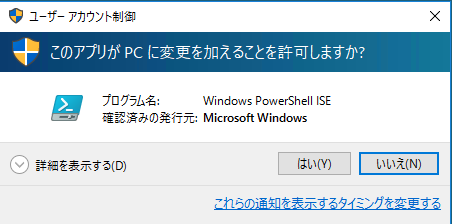 ユーザー アカウント制御
このアプリが PC に変更を加えることを許可しますか?
プログラム名: Windows PowerShell ISE
確認済みの発行元: Microsoft Windows
詳細を表示する(D)
はい(Y)
いいえ(N)
これらの通知を表示するタイミングを変更する